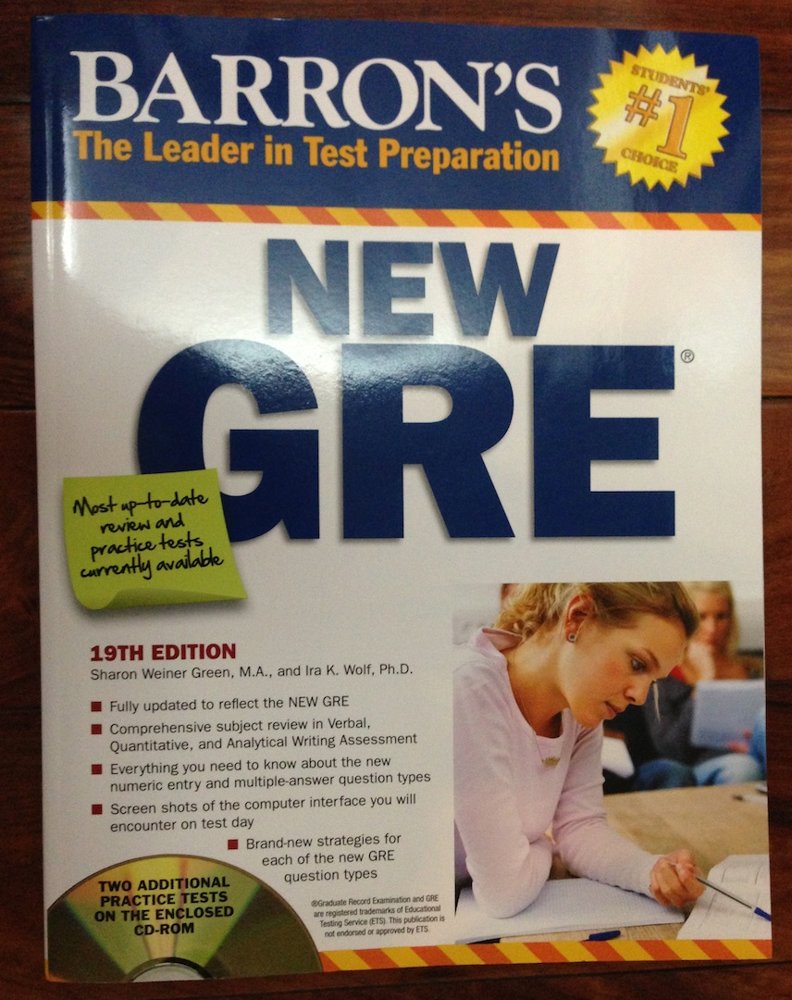 BARRON'S
The Leader in Test Preparation
STUDENTS'
#1
CHOICE
NEW
GRE®
Most up-to-date
review and
practice tests
currently available
19TH EDITION
Sharon Weiner Green, M.A., and Ira K. Wolf, Ph.D.
■ Fully updated to reflect the NEW GRE
■ Comprehensive subject review in Verbal,
Quantitative, and Analytical Writing Assessment
■ Everything you need to know about the new
numeric entry and multiple-answer question types
■ Screen shots of the computer interface you will
encounter on test day
■ Brand-new strategies for
each of the new GRE
question types
TWO ADDITIONAL
PRACTICE TESTS
ON THE ENCLOSED
CD-ROM
®Graduate Record Examination and GRE
are registered trademarks of Educational
Testing Service (ETS). This publication is
not endorsed or approved by ETS.